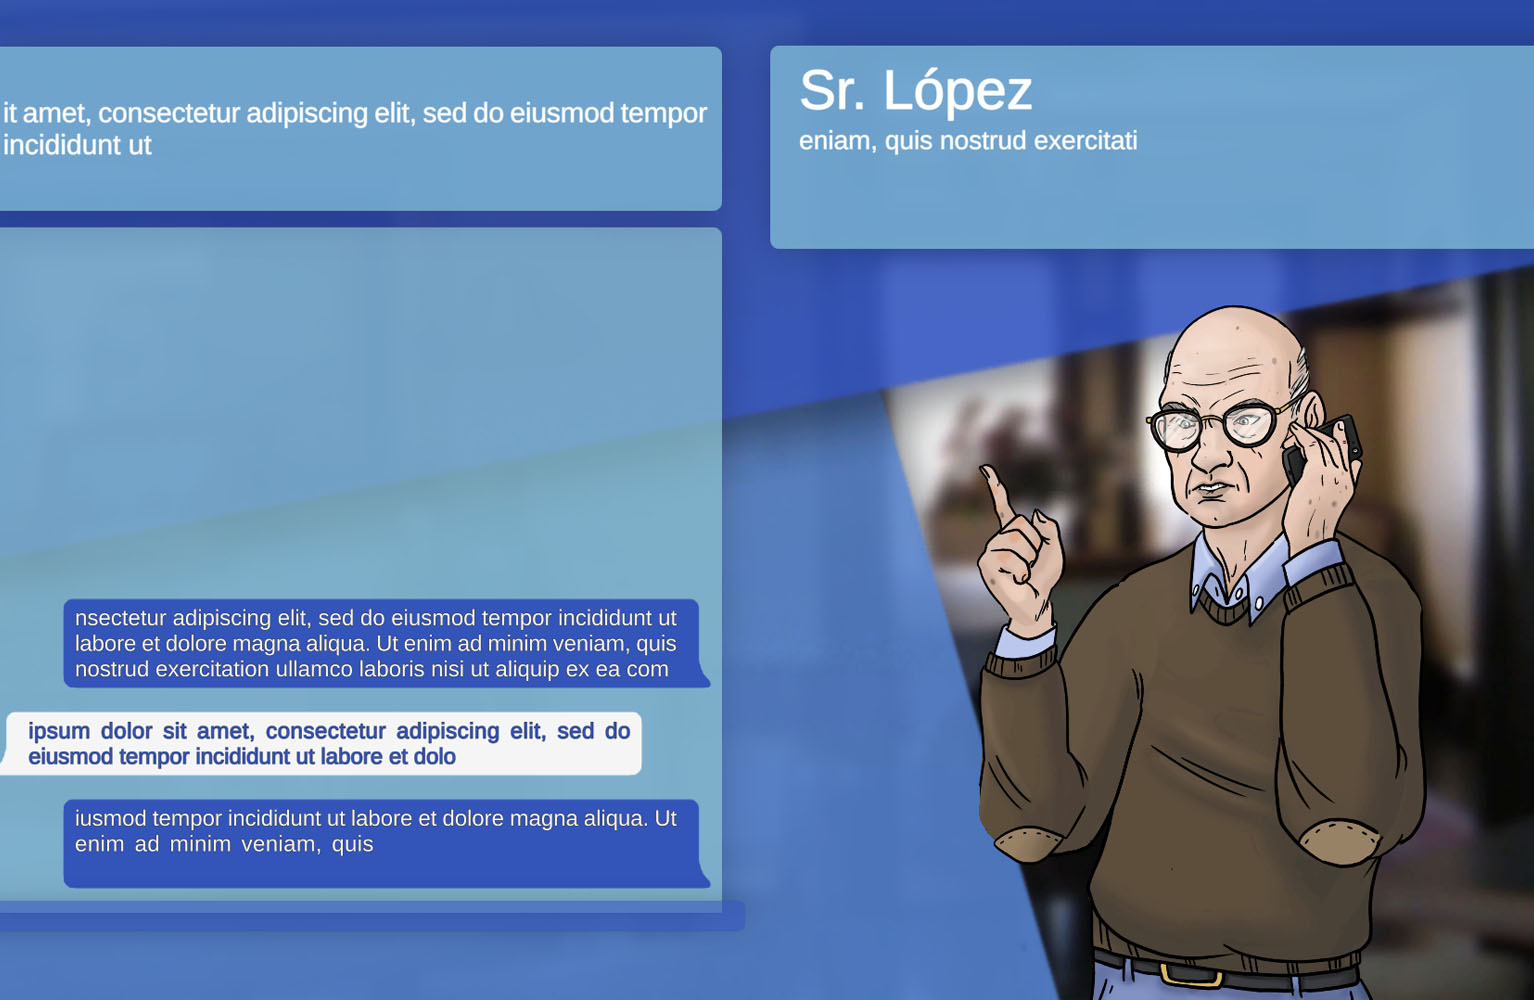 it amet, consectetur adipiscing elit, sed do eiusmod tempor
incididunt ut
Sr. López
eniam, quis nostrud exercitati
nsectetur adipiscing elit, sed do eiusmod tempor incididunt ut
labore et dolore magna aliqua. Ut enim ad minim veniam, quis
nostrud exercitation ullamco laboris nisi ut aliquip ex ea com
ipsum dolor sit amet, consectetur adipiscing elit, sed do
eiusmod tempor incididunt ut labore et dolo
iusmod tempor incididunt ut labore et dolore magna aliqua. Ut
enim ad minim veniam, quis